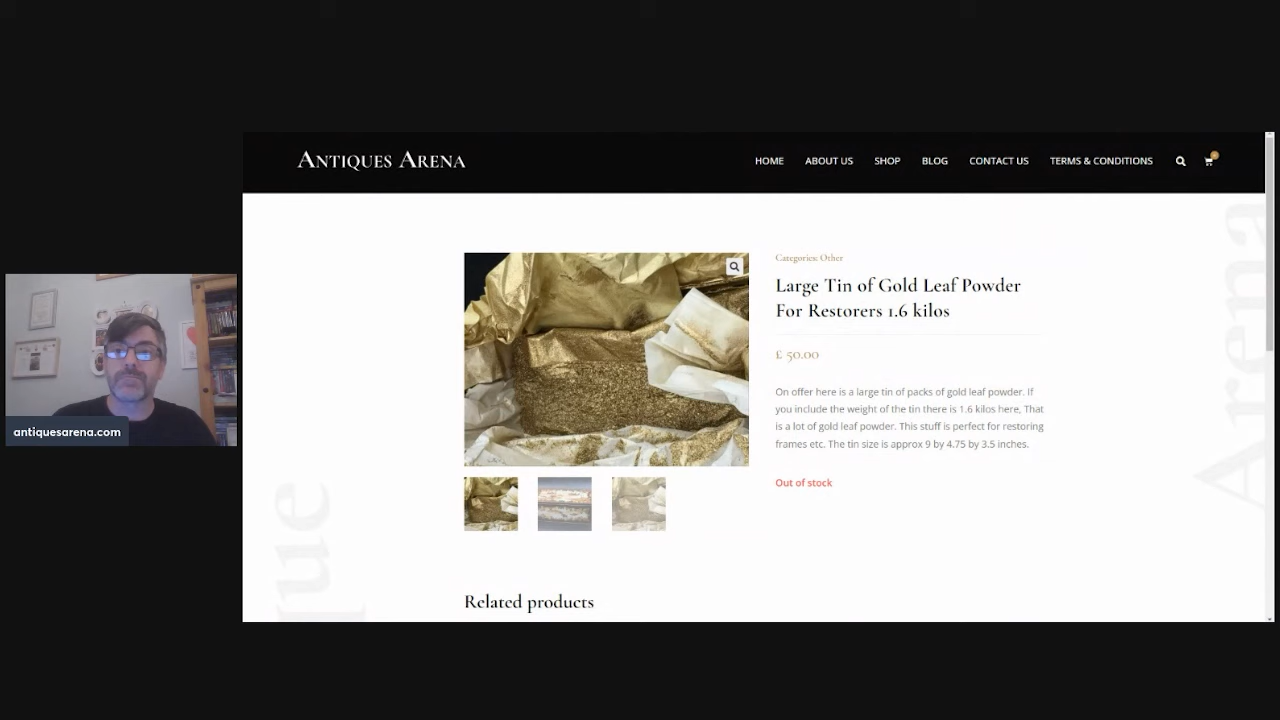 ANTIQUES ARENA
HOME ABOUT US SHOP BLOG CONTACT US TERMS & CONDITIONS
Categories: Other
Large Tin of Gold Leaf Powder
For Restorers 1.6 kilos
£ 50.00
On offer here is a large tin of packs of gold leaf powder. If
you include the weight of the tin there is 1.6 kilos here, That
is a lot of gold leaf powder. This stuff is perfect for restoring
frames etc. The tin size is approx 9 by 4.75 by 3.5 inches.
Out of stock
Related products
antiquesarena.com
Arena
que